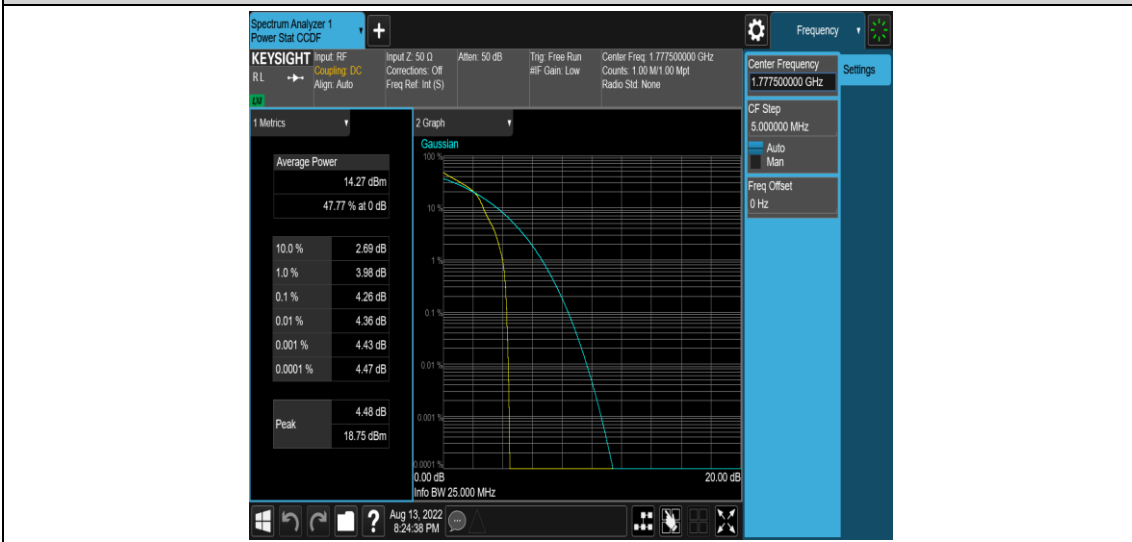 Spectrum Analyzer 1
Power Stat CCDF
+
Frequency
KEYSIGHT
RL
LXI
Input: RF
Coupling: DC
Align: Auto
Input Z: 50 Ω
Corrections: Off
Freq Ref: Int (S)
Atten: 50 dB
Trig: Free Run
#IF Gain: Low
Center Freq: 1.777500000 GHz
Counts: 1.00 M/1.00 Mpt
Radio Std: None
Center Frequency
1.777500000 GHz
Settings
CF Step
5.000000 MHz
Auto
Man
Freq Offset
0 Hz
1 Metrics
Average Power
14.27 dBm
47.77 % at 0 dB
10.0 % 2.69 dB
1.0 % 3.98 dB
0.1 % 4.26 dB
0.01 % 4.36 dB
0.001 % 4.43 dB
0.0001 % 4.47 dB
Peak
4.48 dB
18.75 dBm
2 Graph
Gaussian
100 %
10 %
1 %
0.1 %
0.01 %
0.001 %
0.0001 %
0.00 dB 20.00 dB
Info BW 25.000 MHz
?
Aug 13, 2022
8:24:38 PM